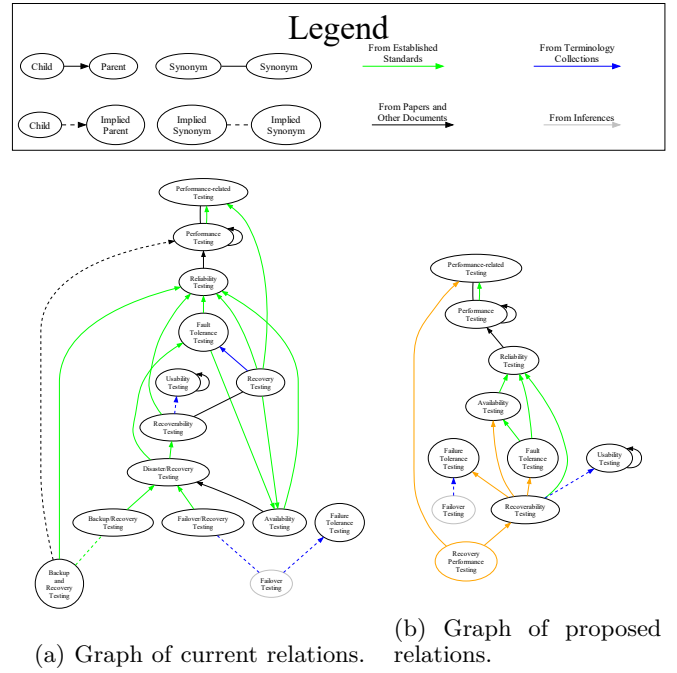 Legend
Child
Parent
Synonym
Synonym
From Established
Standards
From Terminology
Collections
Child
Implied
Parent
Implied
Synonym
Implied
Synonym
From Papers and
Other Documents
From Inferences
Performance-related
Testing
Performance
Testing
Reliability
Testing
Fault
Tolerance
Testing
Usability
Testing
Recovery
Testing
Recoverability
Testing
Disaster/Recovery
Testing
Backup/Recovery
Testing
Failover/Recovery
Testing
Availability
Testing
Failure
Tolerance
Testing
Backup
and
Recovery
Testing
Failover
Testing
(a) Graph of current relations.
Performance-related
Testing
Performance
Testing
Reliability
Testing
Availability
Testing
Failure
Tolerance
Testing
Fault
Tolerance
Testing
Usability
Testing
Failover
Testing
Recoverability
Testing
Recovery
Performance
Testing
(b) Graph of proposed
relations.